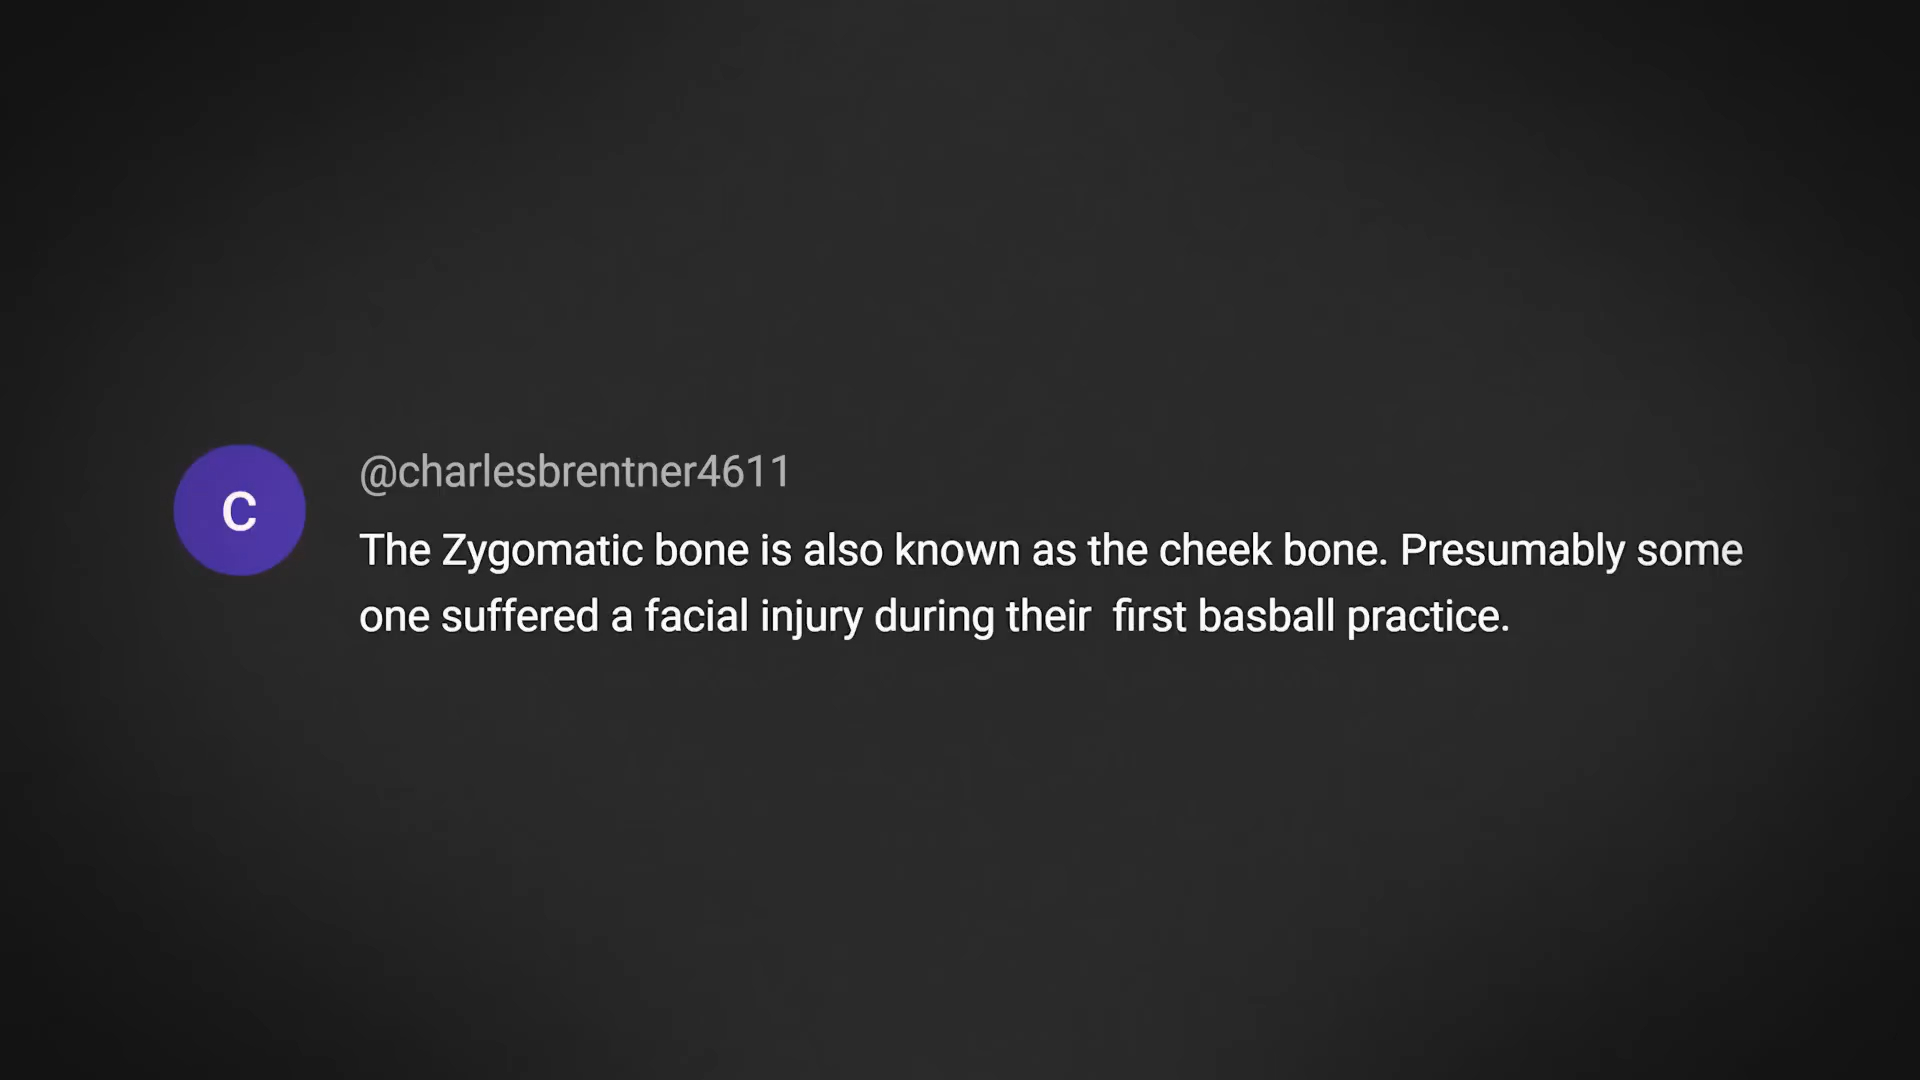 C
@charlesbrentner4611
The Zygomatic bone is also known as the cheek bone. Presumably some
one suffered a facial injury during their  first basball practice.